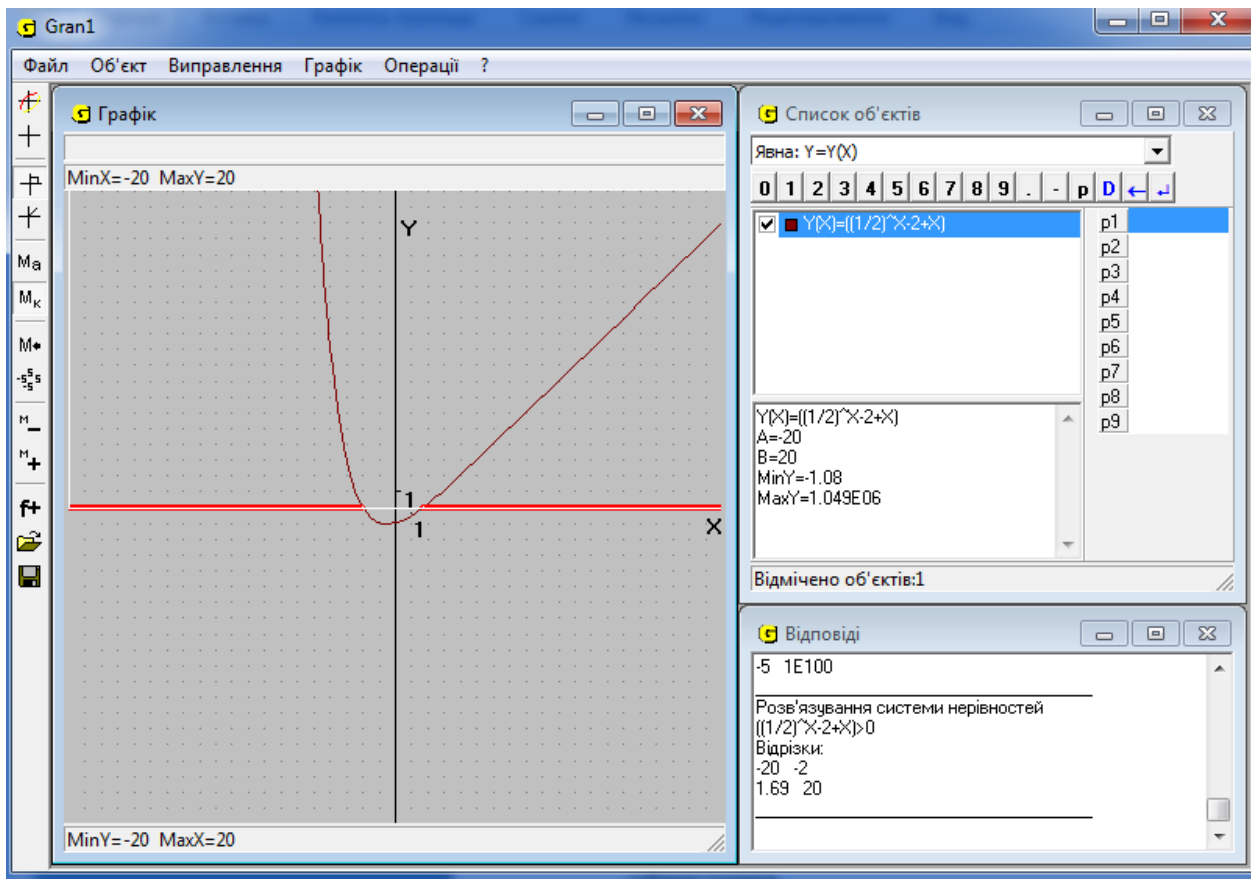 Gran1
Файл Об'єкт Виправлення Графік Операції ?
Графік
MinX=-20 MaxY=20
Y
1
1
X
MinY=-20 MaxX=20
Ma
Mк
M
-5 5 5 -5
M
M
f+
Список об'єктів
Явна: Y=Y(X)
0 1 2 3 4 5 6 7 8 9 . - p D
Y(X)=((1/2)^X-2+X)
p1
p2
p3
p4
p5
p6
p7
p8
p9
Y(X)=((1/2)^X-2+X)
A=-20
B=20
MinY=-1.08
MaxY=1.049E06
Відмічено об'єктів:1
Відповіді
-5 1E100
Розв'язування системи нерівностей
((1/2)^X-2+X)>0
Відрізки:
-20 -2
1.69 20